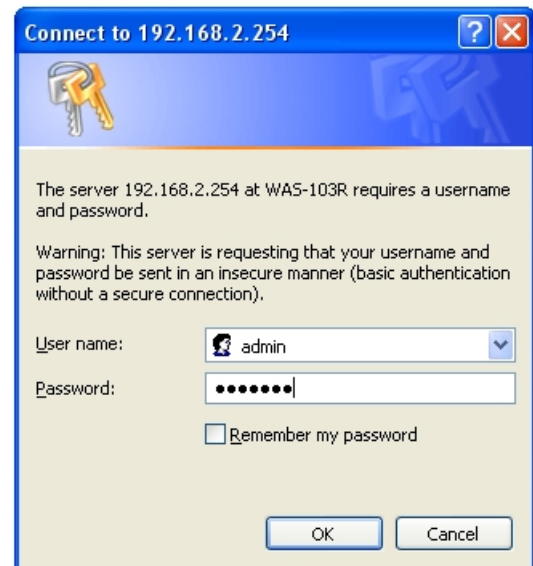 Connect to 192.168.2.254
The server 192.168.2.254 at WAS-103R requires a username
and password.
Warning: This server is requesting that your username and
password be sent in an insecure manner (basic authentication
without a secure connection).
User name: admin
Password: •••••••
Remember my password
OK Cancel